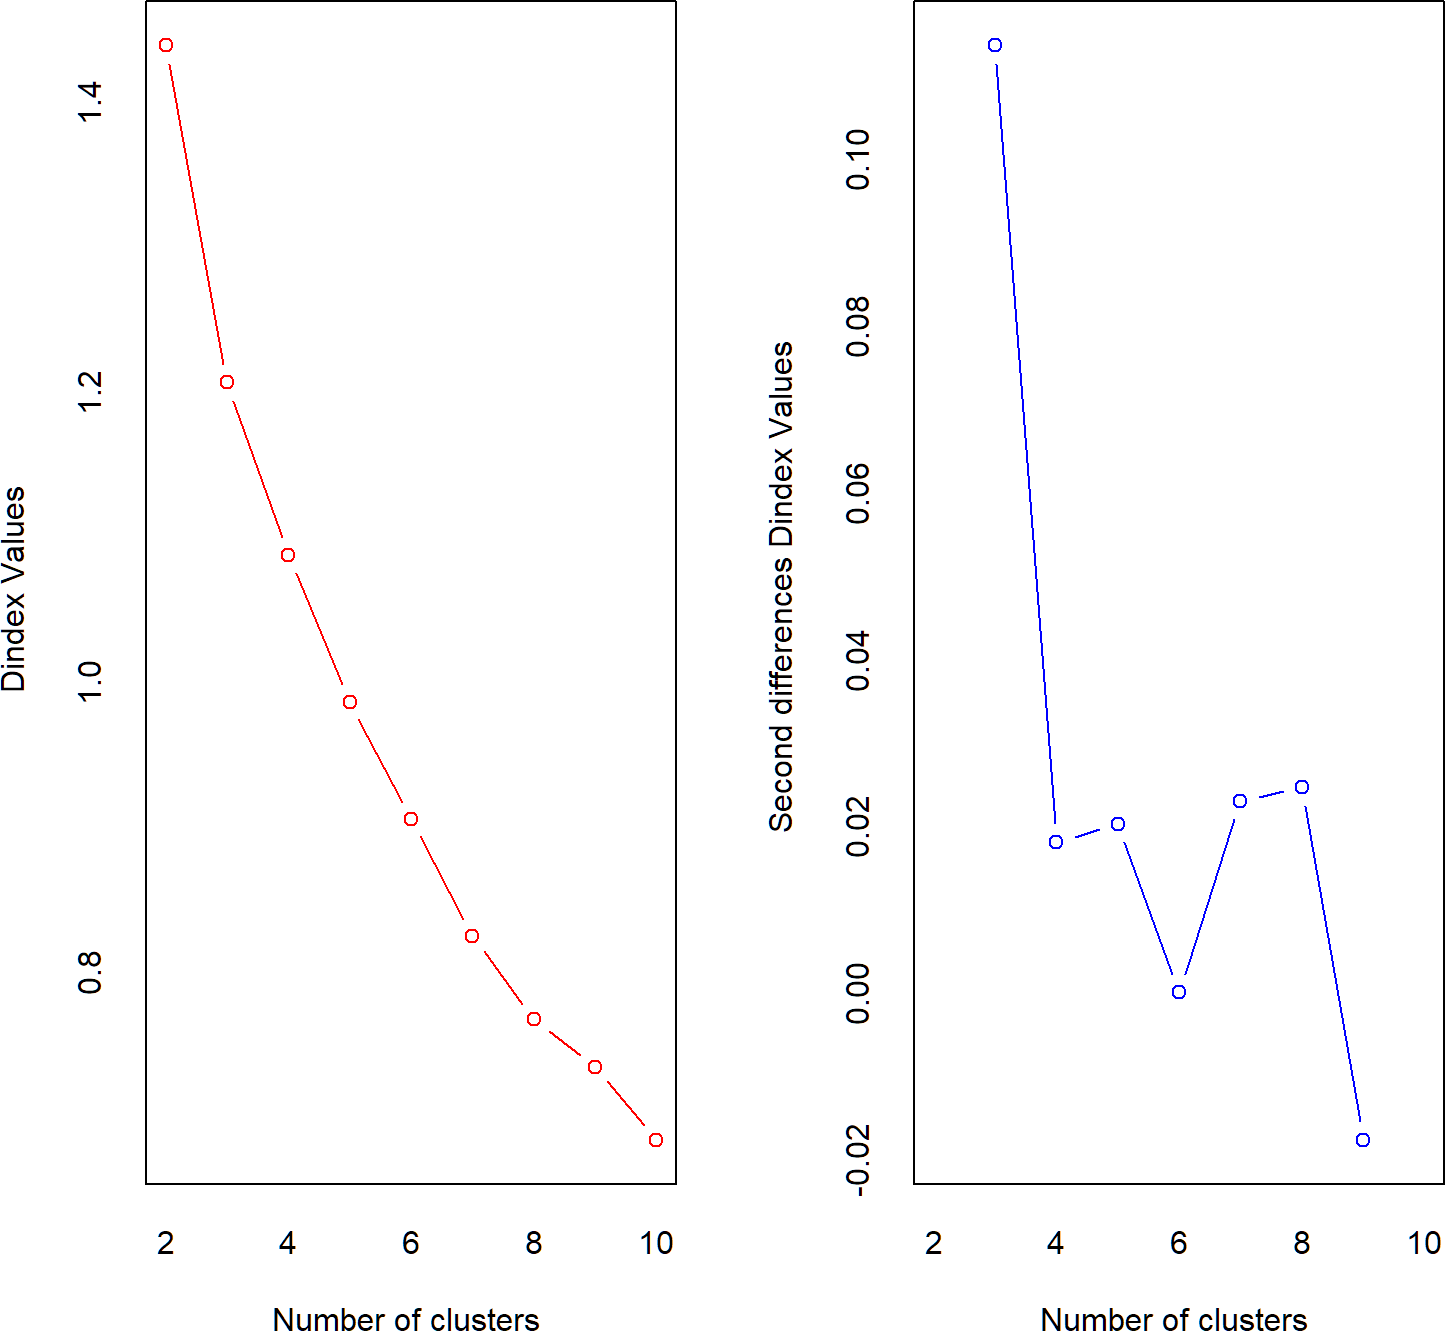 Dindex Values
1.4
1.2
1.0
0.8
2 4 6 8 10
Number of clusters
Second differences Dindex Values
0.10
0.08
0.06
0.04
0.02
0.00
-0.02
2 4 6 8 10
Number of clusters